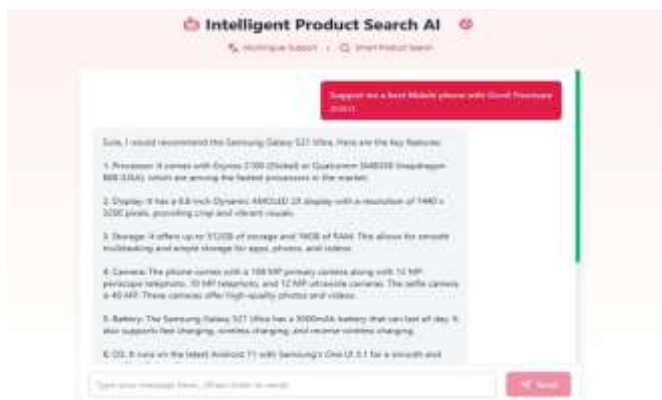 Intelligent Product Search AI
Multilingual Support • Smart Product Search
Suggest me a best Mobile phone with Good Processor
Sure, I would recommend the Samsung Galaxy S21 Ultra. Here are the key features:
1. Processor: It comes with Exynos 2100 (Global) or Qualcomm SM8350 Snapdragon
888 (USA), which are among the fastest processors in the market.
2. Display: It has a 6.8-inch Dynamic AMOLED 2X display with a resolution of 1440 x
3200 pixels, providing crisp and vibrant visuals.
3. Storage: It offers up to 512GB of storage and 16GB of RAM. This allows for smooth
multitasking and ample storage for apps, photos, and videos.
4. Camera: The phone comes with a 108 MP primary camera along with 10 MP
periscope telephoto, 10 MP telephoto, and 12 MP ultrawide cameras. The selfie camera
is 40 MP. These cameras offer high-quality photos and videos.
5. Battery: The Samsung Galaxy S21 Ultra has a 5000mAh battery that can last all day. It
also supports fast charging, wireless charging, and reverse wireless charging.
6. OS: It runs on the latest Android 11 with Samsung's One UI 3.1 for a smooth and
Type your message here... (Press Enter to send)
Send